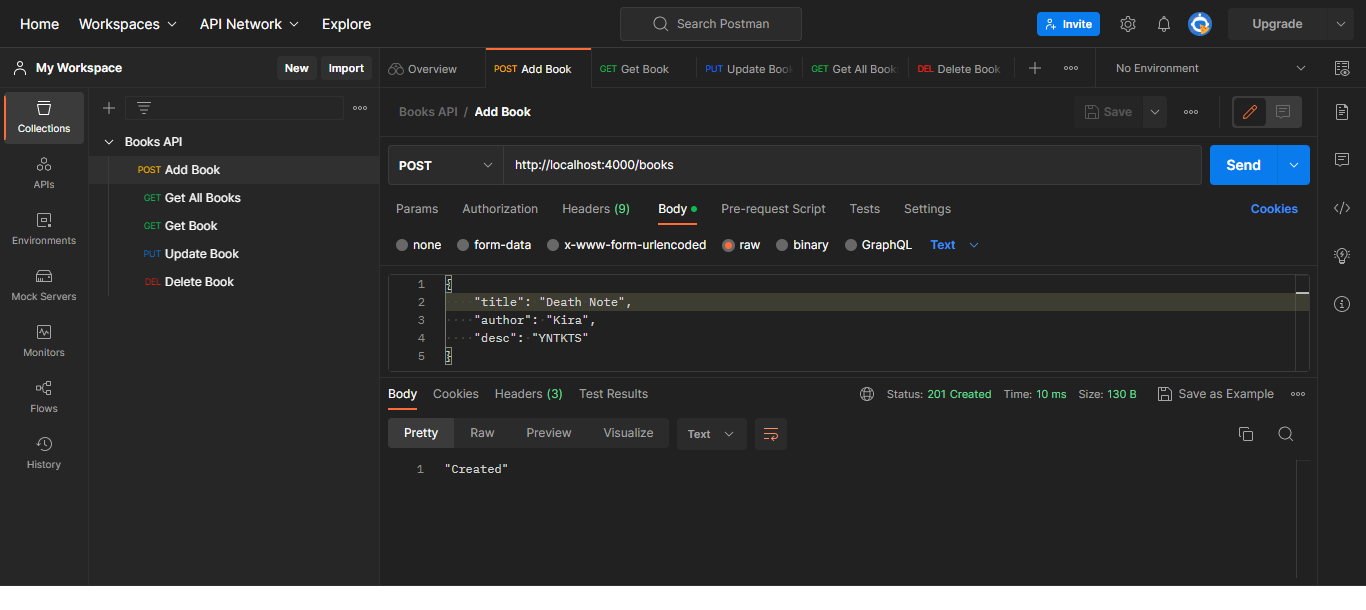 Home Workspaces API Network Explore Search Postman Invite Upgrade
My Workspace New Import Overview POST Add Book GET Get Book PUT Update Book GET Get All Books DEL Delete Book No Environment
Collections
APIs
Environments
Mock Servers
Monitors
Flows
History
Books API
POST Add Book
GET Get All Books
GET Get Book
PUT Update Book
DEL Delete Book
Books API / Add Book Save
POST http://localhost:4000/books Send
Params Authorization Headers (9) Body Pre-request Script Tests Settings Cookies
none form-data x-www-form-urlencoded raw binary GraphQL Text
1 {
2 "title": "Death Note",
3 "author": "Kira",
4 "desc": "YNTKTS"
5 }
Body Cookies Headers (3) Test Results Status: 201 Created Time: 10 ms Size: 130 B Save as Example
Pretty Raw Preview Visualize Text
1 "Created"